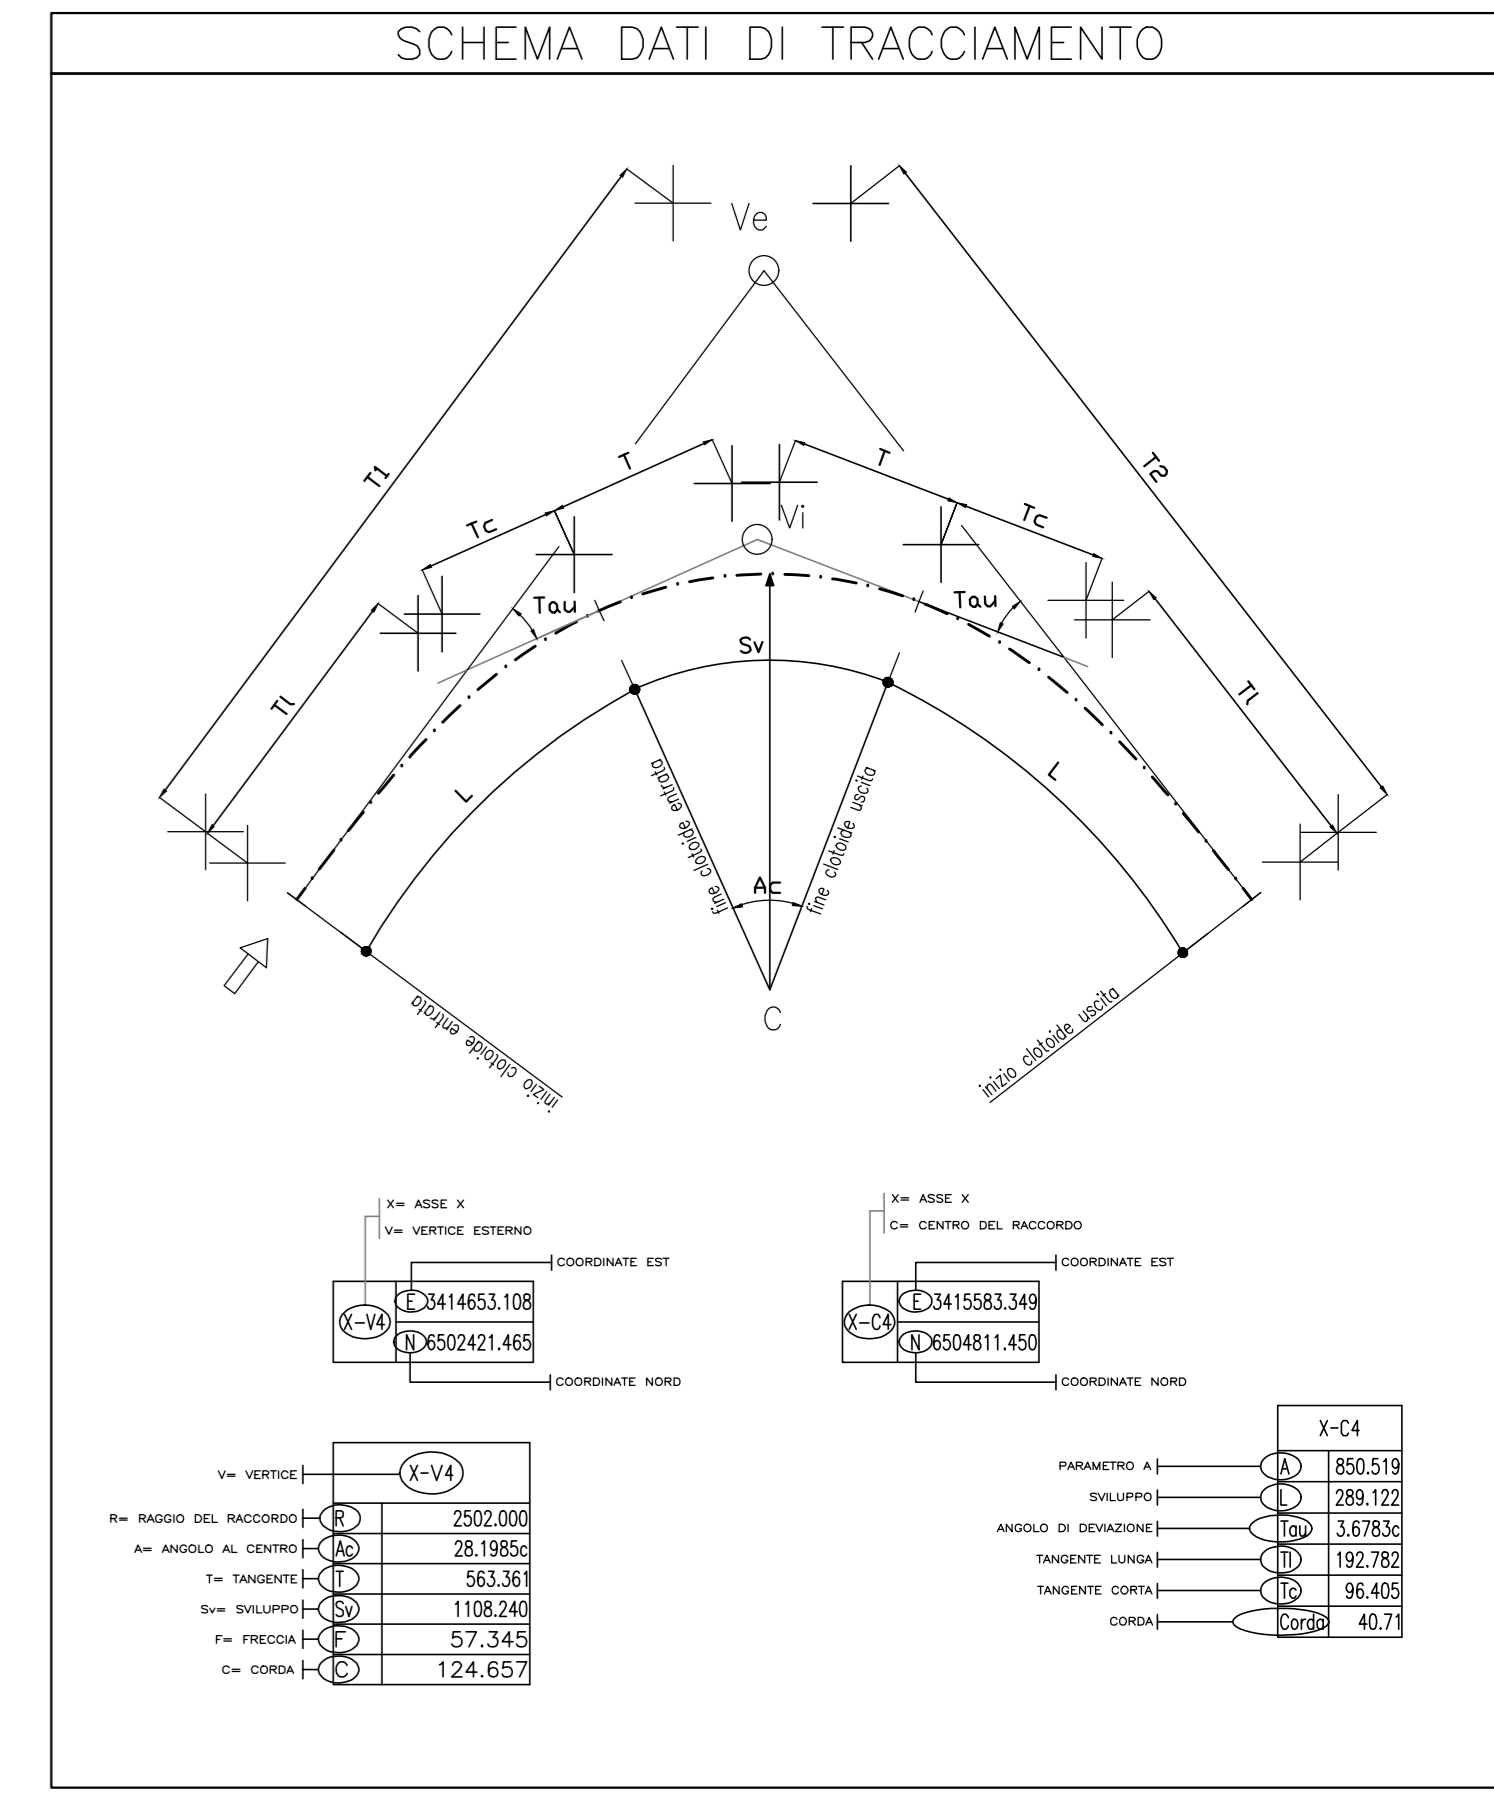 SCHEMA DATI DI TRACCIAMENTO
Ve
T1
T2
T
T
Tc
Tc
Vi
Tau
Tau
Sv
Tl
Tl
L
L
fine clotoide entrata
fine clotoide uscita
Ac
C
inizio clotoide entrata
inizio clotoide uscita
X= ASSE X
V= VERTICE ESTERNO
COORDINATE EST
X-V4
E 3414653.108
N 6502421.465
COORDINATE NORD
X= ASSE X
C= CENTRO DEL RACCORDO
COORDINATE EST
X-C4
E 3415583.349
N 6504811.450
COORDINATE NORD
V= VERTICE X-V4
R= RAGGIO DEL RACCORDO R 2502.000
A= ANGOLO AL CENTRO Ac 28.1985c
T= TANGENTE T 563.361
Sv= SVILUPPO Sv 1108.240
F= FRECCIA F 57.345
C= CORDA C 124.657
X-C4
PARAMETRO A A 850.519
SVILUPPO L 289.122
ANGOLO DI DEVIAZIONE Tau 3.6783c
TANGENTE LUNGA Tl 192.782
TANGENTE CORTA Tc 96.405
CORDA Corda 40.71